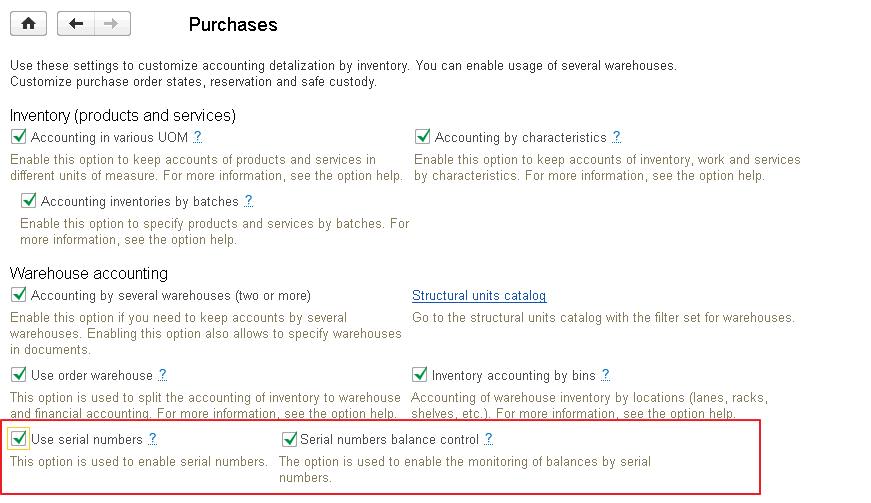 Purchases
Use these settings to customize accounting detalization by inventory. You can enable usage of several warehouses.
Customize purchase order states, reservation and safe custody.
Inventory (products and services)
Accounting in various UOM ?
Accounting by characteristics ?
Enable this option to keep accounts of products and services in
different units of measure. For more information, see the option help.
Enable this option to keep accounts of inventory, work and services
by characteristics. For more information, see the option help.
Accounting inventories by batches ?
Enable this option to specify products and services by batches. For
more information, see the option help.
Warehouse accounting
Accounting by several warehouses (two or more)
Structural units catalog
Enable this option if you need to keep accounts by several
warehouses. Enabling this option also allows to specify warehouses
in documents.
Go to the structural units catalog with the filter set for warehouses.
Use order warehouse ?
Inventory accounting by bins ?
This option is used to split the accounting of inventory to warehouse
and financial accounting. For more information, see the option help.
Accounting of warehouse inventory by locations (lanes, racks,
shelves, etc.). For more information, see the option help.
Use serial numbers ?
Serial numbers balance control ?
This option is used to enable serial numbers.
The option is used to enable the monitoring of balances by serial
numbers.